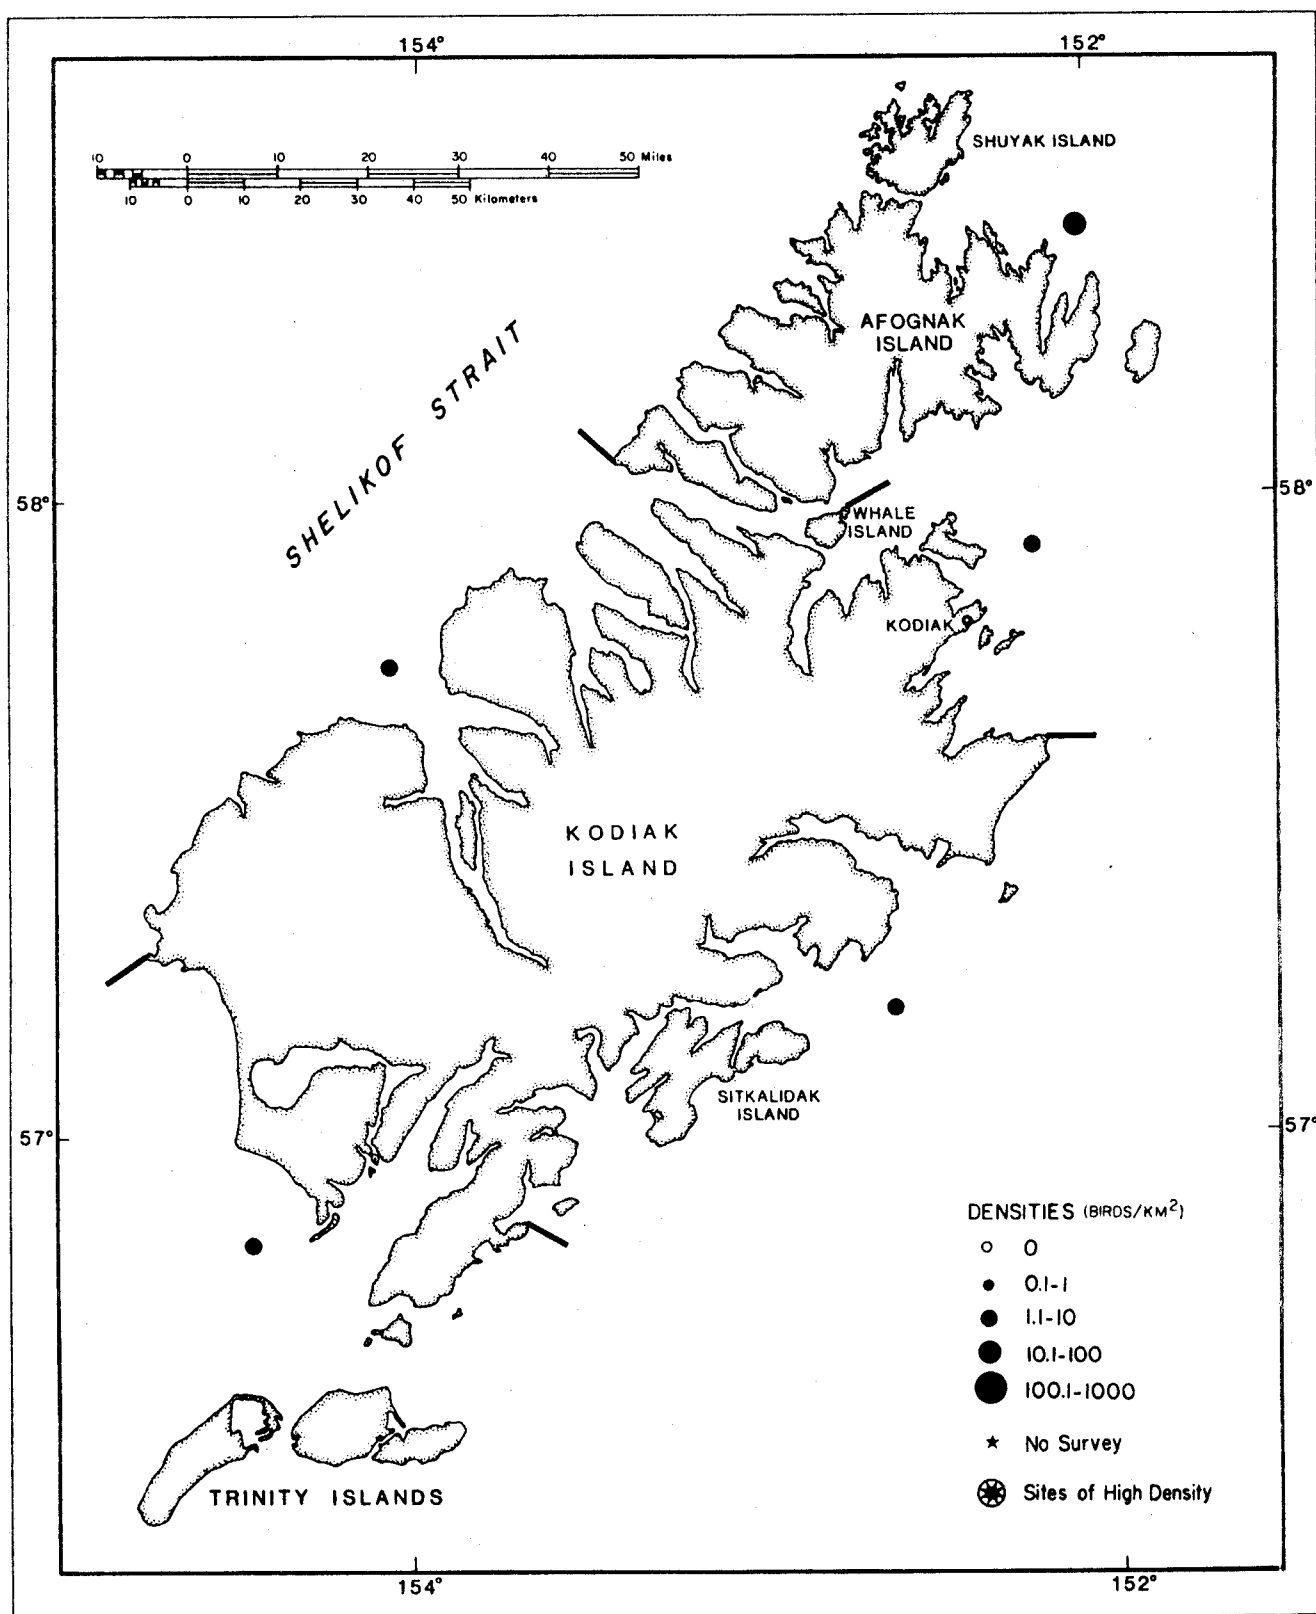 154°
152°
SHUYAK ISLAND
10 0 10 20 30 40 50 Miles
10 0 10 20 30 40 50 Kilometers
AFOGNAK
ISLAND
SHELIKOF STRAIT
58°
58°
WHALE
ISLAND
KODIAK
KODIAK
ISLAND
SITKALIDAK
ISLAND
57°
57°
DENSITIES (BIRDS/KM²)
0
0.1-1
1.1-10
10.1-100
100.1-1000
No Survey
Sites of High Density
TRINITY ISLANDS
154°
152°